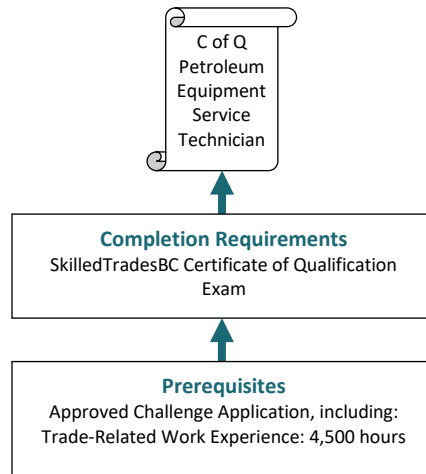 C of Q
Petroleum
Equipment
Service
Technician
Completion Requirements
SkilledTradesBC Certificate of Qualification
Exam
Prerequisites
Approved Challenge Application, including:
Trade-Related Work Experience: 4,500 hours